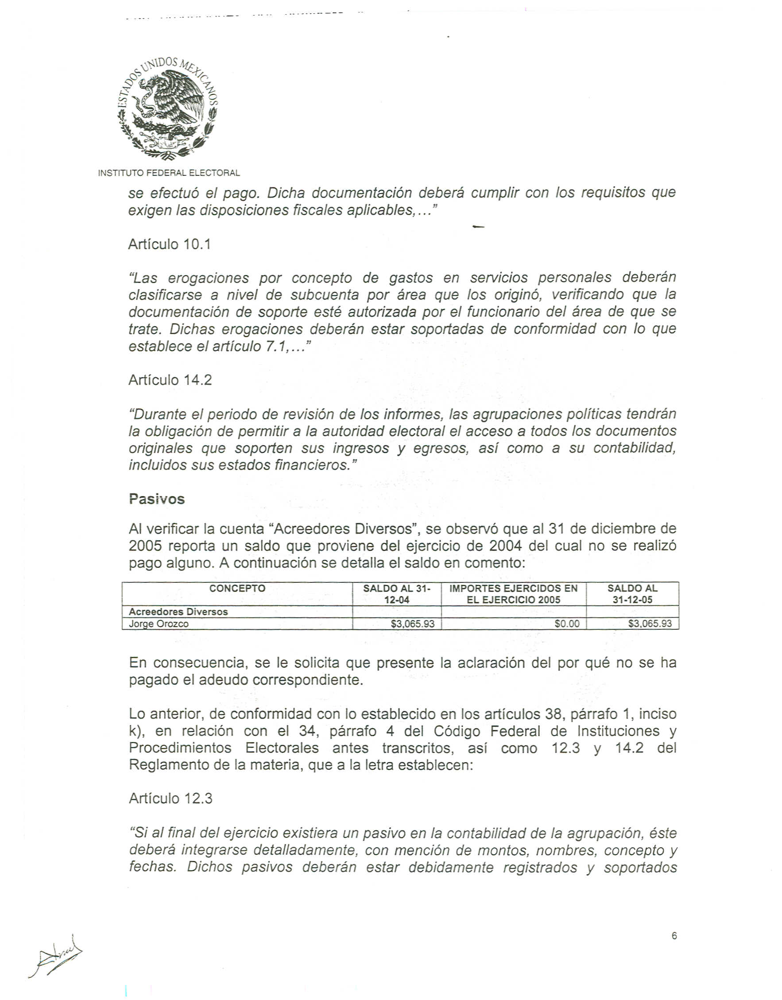 ESTADOS UNIDOS MEXICANOS
INSTITUTO FEDERAL ELECTORAL
se efectuó el pago. Dicha documentación deberá cumplir con los requisitos que
exigen las disposiciones fiscales aplicables,...”
Artículo 10.1
“Las erogaciones por concepto de gastos en servicios personales deberán
clasificarse a nivel de subcuenta por área que los originó, verificando que la
documentación de soporte esté autorizada por el funcionario del área de que se
trate. Dichas erogaciones deberán estar soportadas de conformidad con lo que
establece el artículo 7.1,...”
Artículo 14.2
“Durante el periodo de revisión de los informes, las agrupaciones políticas tendrán
la obligación de permitir a la autoridad electoral el acceso a todos los documentos
originales que soporten sus ingresos y egresos, así como a su contabilidad,
incluidos sus estados financieros.”
Pasivos
Al verificar la cuenta “Acreedores Diversos”, se observó que al 31 de diciembre de
2005 reporta un saldo que proviene del ejercicio de 2004 del cual no se realizó
pago alguno. A continuación se detalla el saldo en comento:
CONCEPTO SALDO AL 31- IMPORTES EJERCIDOS EN SALDO AL
12-04 EL EJERCICIO 2005 31-12-05
Acreedores Diversos
Jorge Orozco $3,065.93 $0.00 $3,065.93
En consecuencia, se le solicita que presente la aclaración del por qué no se ha
pagado el adeudo correspondiente.
Lo anterior, de conformidad con lo establecido en los artículos 38, párrafo 1, inciso
k), en relación con el 34, párrafo 4 del Código Federal de Instituciones y
Procedimientos Electorales antes transcritos, así como 12.3 y 14.2 del
Reglamento de la materia, que a la letra establecen:
Artículo 12.3
“Si al final del ejercicio existiera un pasivo en la contabilidad de la agrupación, éste
deberá integrarse detalladamente, con mención de montos, nombres, concepto y
fechas. Dichos pasivos deberán estar debidamente registrados y soportados
6